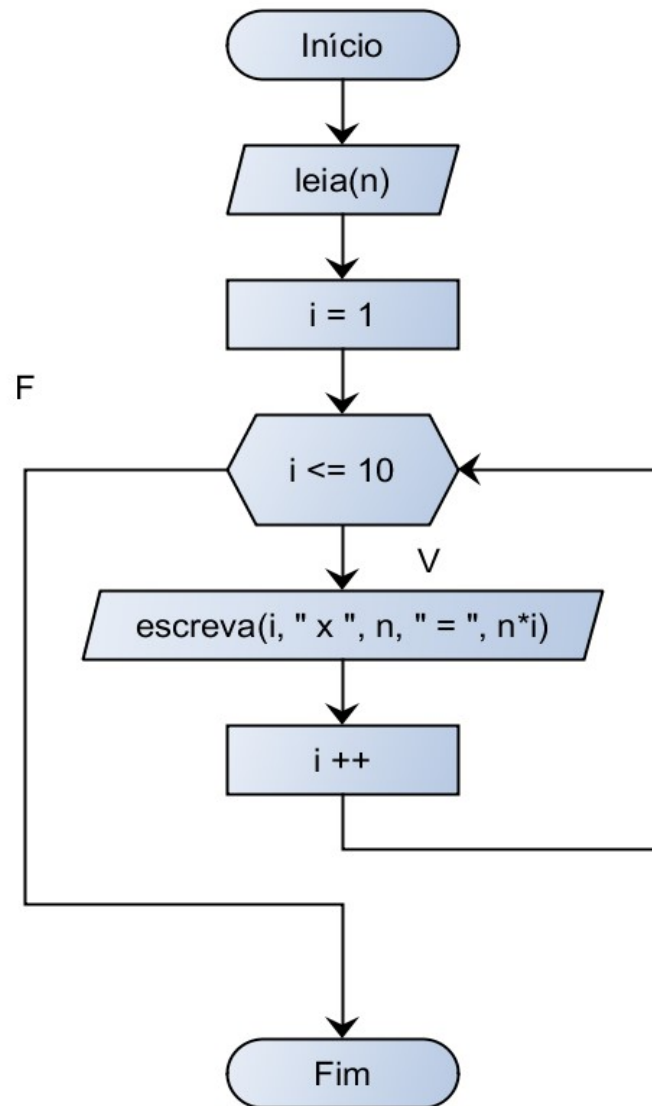 Início
leia(n)
i = 1
F
i <= 10
V
escreva(i, " x ", n, " = ", n*i)
i ++
Fim